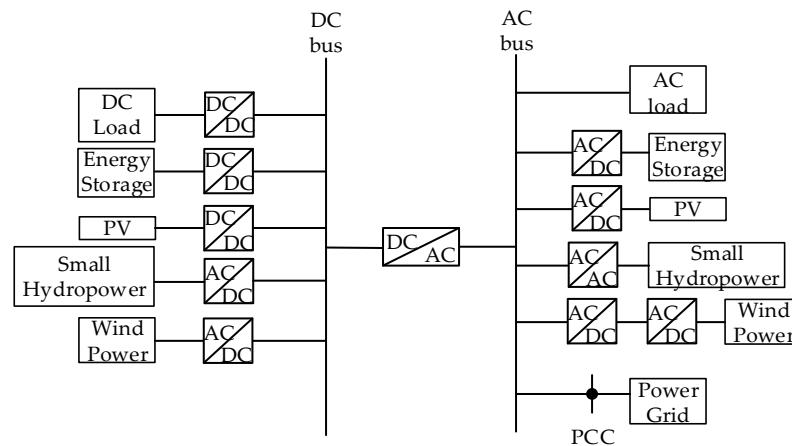 DC
bus
AC
bus
DC
Load
DC
DC
Energy
Storage
DC
DC
PV
DC
DC
Small
Hydropower
AC
DC
Wind
Power
AC
DC
DC
AC
AC
load
AC
DC
Energy
Storage
AC
DC
PV
AC
AC
Small
Hydropower
AC
DC
AC
DC
Wind
Power
PCC
Power
Grid